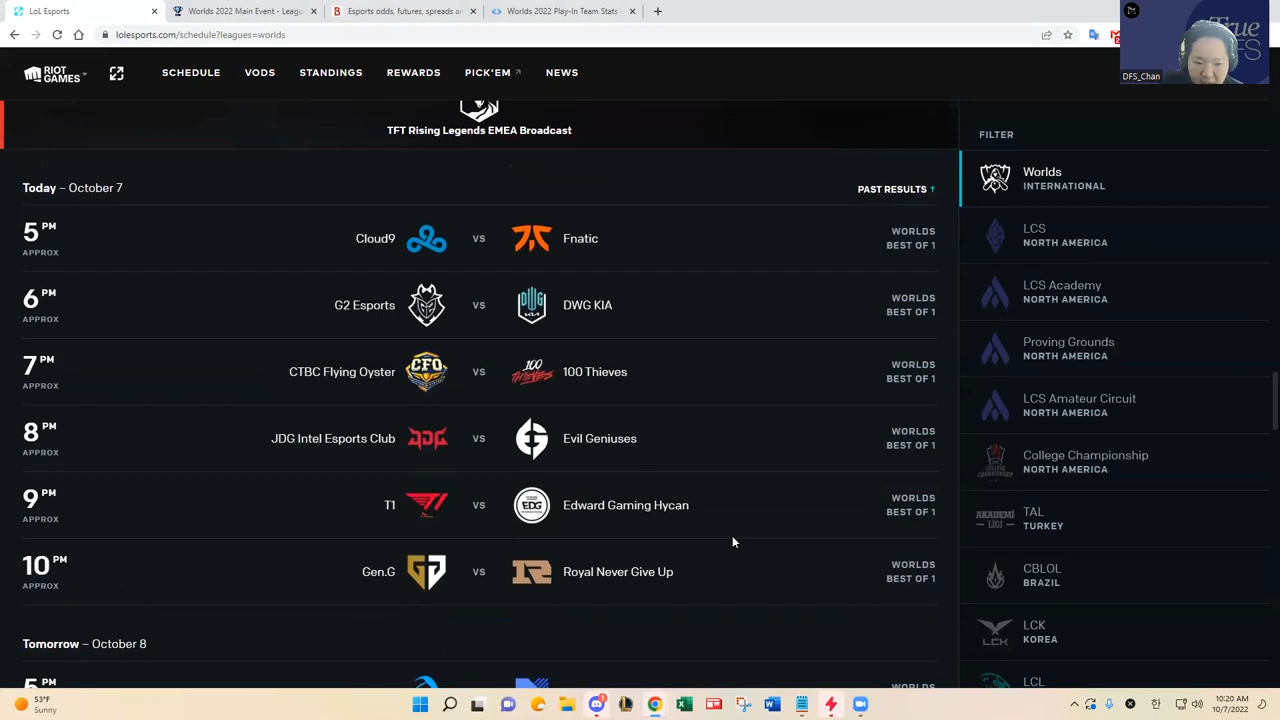 LoL Esports
Worlds 2022 Main Event - Leagu
Esports odds, futures, spreads an
Worlds 2022 Play-In Team Stats -
lolesports.com/schedule?leagues=worlds
RIOT GAMES
SCHEDULE VODS STANDINGS REWARDS PICK'EM NEWS
DFS_Chan
TFT Rising Legends EMEA Broadcast
Today – October 7
PAST RESULTS ↑
5 PM
APPROX
Cloud9 VS Fnatic
WORLDS
BEST OF 1
6 PM
APPROX
G2 Esports VS DWG KIA
WORLDS
BEST OF 1
7 PM
APPROX
CTBC Flying Oyster CFO VS 100 THIEVES 100 Thieves
WORLDS
BEST OF 1
8 PM
APPROX
JDG Intel Esports Club VS Evil Geniuses
WORLDS
BEST OF 1
9 PM
APPROX
T1 VS EDG Edward Gaming Hycan
WORLDS
BEST OF 1
10 PM
APPROX
Gen.G VS Royal Never Give Up
WORLDS
BEST OF 1
Tomorrow – October 8
FILTER
Worlds
INTERNATIONAL
LCS
NORTH AMERICA
LCS Academy
NORTH AMERICA
Proving Grounds
NORTH AMERICA
LCS Amateur Circuit
NORTH AMERICA
College Championship
NORTH AMERICA
TAL
TURKEY
CBLOL
BRAZIL
LCK
KOREA
LCL
53°F
Sunny
한
10:20 AM
10/7/2022